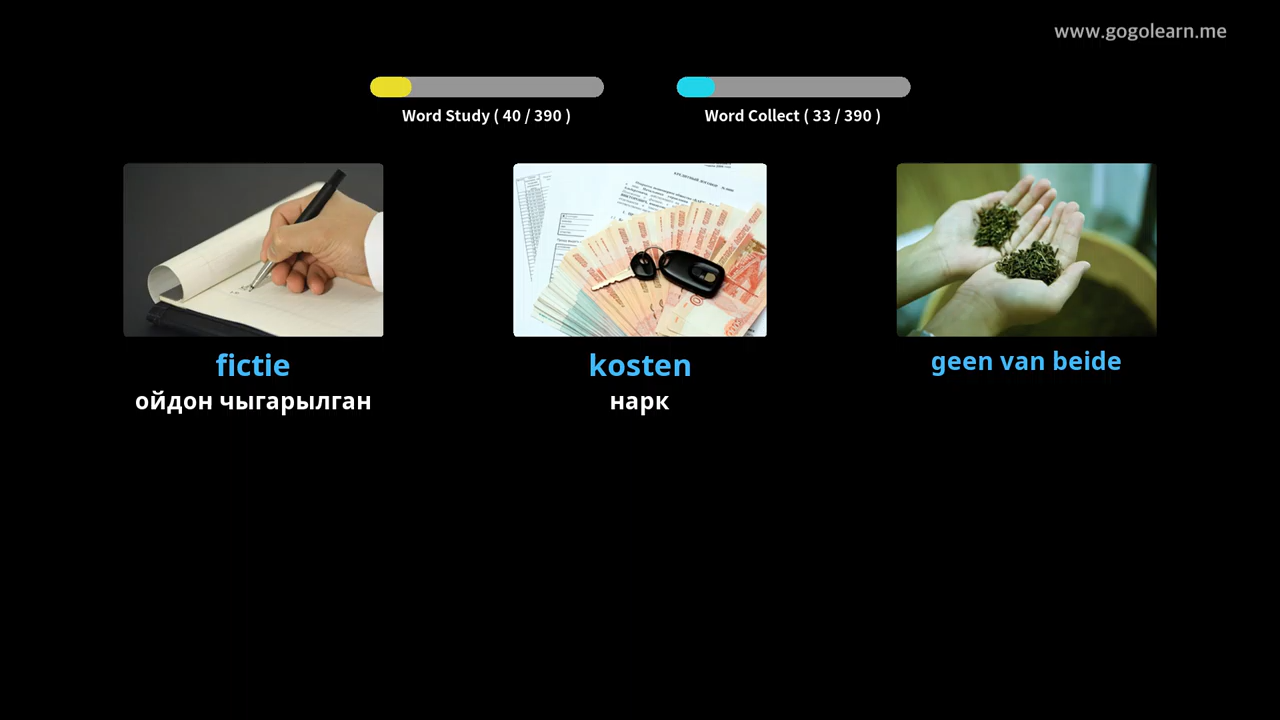 www.gogolearn.me
Word Study ( 40 / 390 )
Word Collect ( 33 / 390 )
fictie
kosten
geen van beide
ойдон чыгарылган
нарк